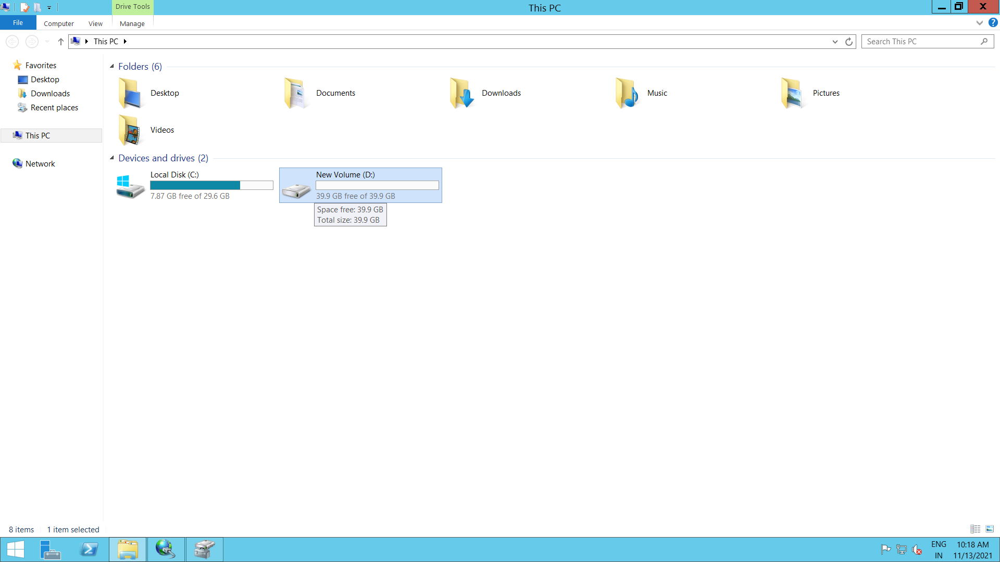 Drive Tools
This PC
File
Computer
View
Manage
This PC
Search This PC
Favorites
Desktop
Downloads
Recent places
This PC
Network
Folders (6)
Desktop
Documents
Downloads
Music
Pictures
Videos
Devices and drives (2)
Local Disk (C:)
7.87 GB free of 29.6 GB
New Volume (D:)
39.9 GB free of 39.9 GB
Space free: 39.9 GB
Total size: 39.9 GB
8 items
1 item selected
ENG
IN
10:18 AM
11/13/2021